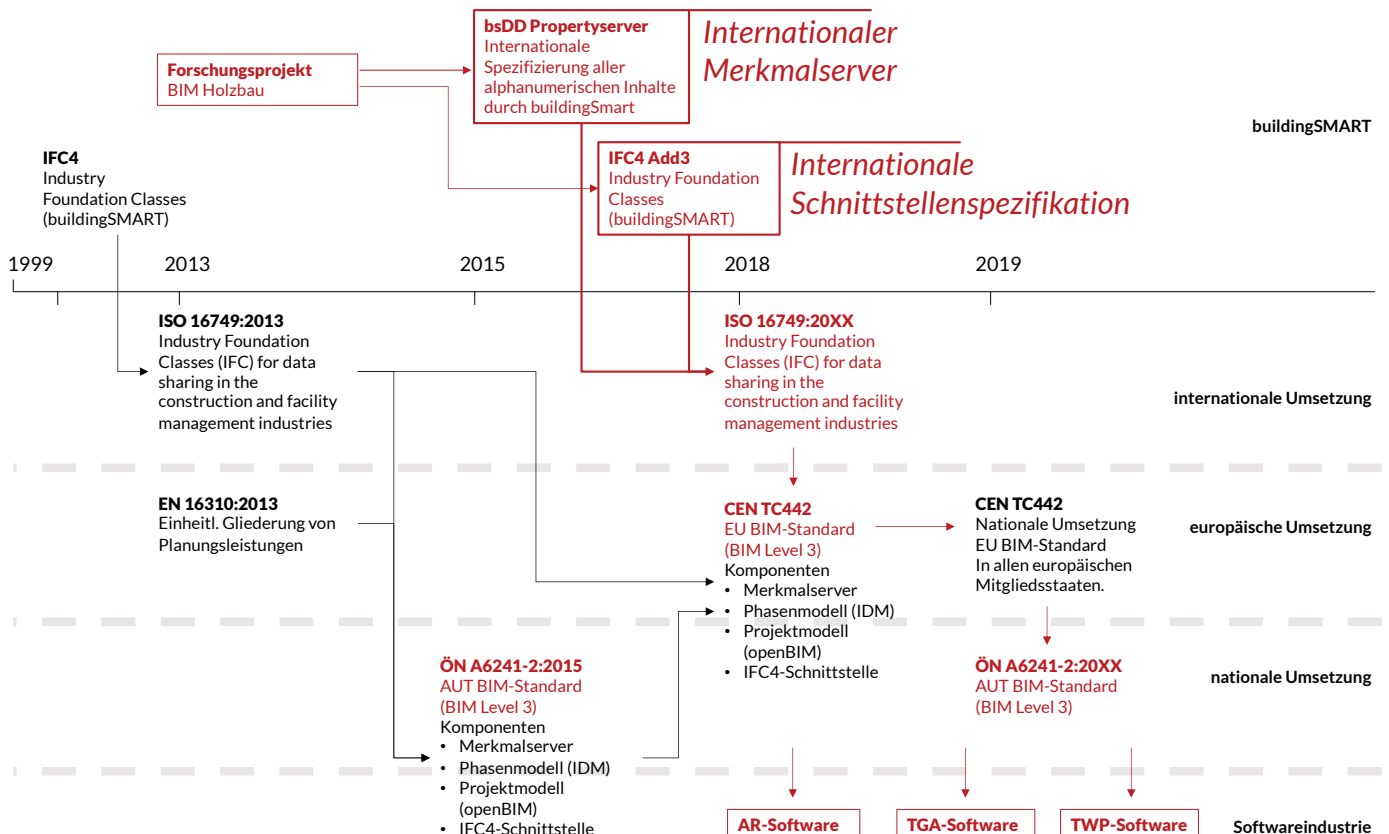 bsDD Propertyserver
Internationale
Spezifizierung aller
alphanumerischen Inhalte
durch buildingSmart
Internationaler
Merkmalserver
Forschungsprojekt
BIM Holzbau
buildingSMART
IFC4
Industry
Foundation Classes
(buildingSMART)
IFC4 Add3
Industry Foundation
Classes
(buildingSMART)
Internationale
Schnittstellenspezifikation
1999
2013
2015
2018
2019
ISO 16749:2013
Industry Foundation
Classes (IFC) for data
sharing in the
construction and facility
management industries
ISO 16749:20XX
Industry Foundation
Classes (IFC) for data
sharing in the
construction and facility
management industries
internationale Umsetzung
EN 16310:2013
Einheitl. Gliederung von
Planungsleistungen
CEN TC442
EU BIM-Standard
(BIM Level 3)
Komponenten
• Merkmalserver
• Phasenmodell (IDM)
• Projektmodell
(openBIM)
• IFC4-Schnittstelle
CEN TC442
Nationale Umsetzung
EU BIM-Standard
In allen europäischen
Mitgliedsstaaten.
europäische Umsetzung
ÖN A6241-2:2015
AUT BIM-Standard
(BIM Level 3)
Komponenten
• Merkmalserver
• Phasenmodell (IDM)
• Projektmodell
(openBIM)
• IFC4-Schnittstelle
ÖN A6241-2:20XX
AUT BIM-Standard
(BIM Level 3)
nationale Umsetzung
AR-Software
TGA-Software
TWP-Software
Softwareindustrie